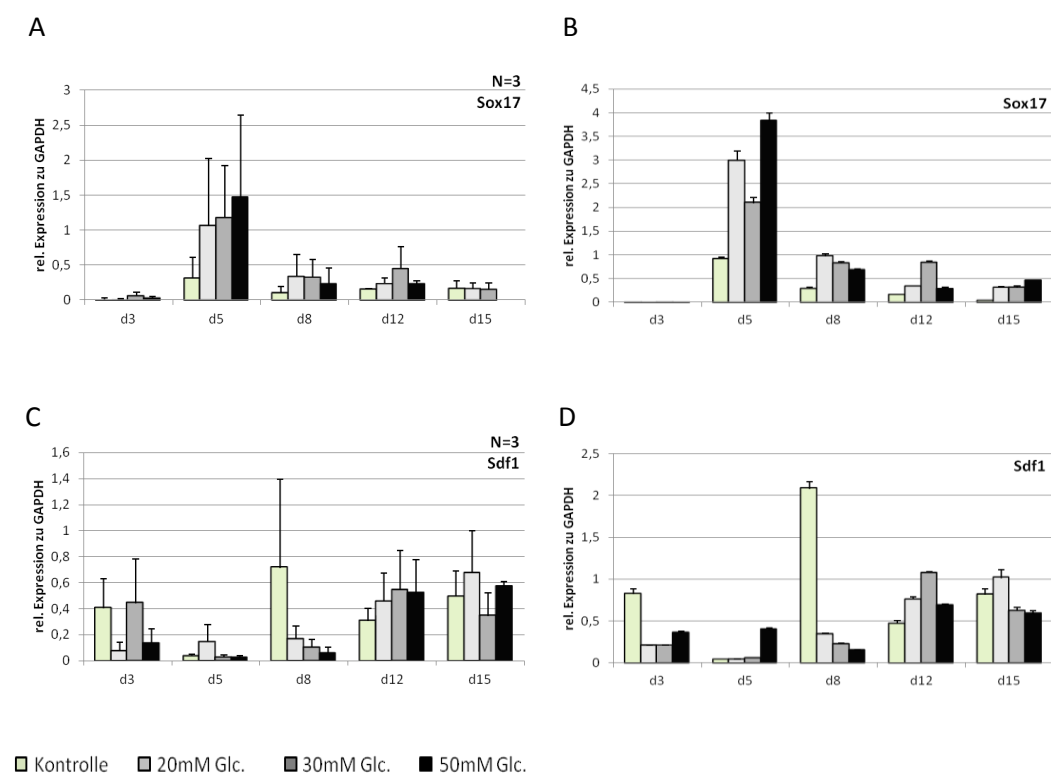 A
N=3
Sox17
rel. Expression zu GAPDH
3
2,5
2
1,5
1
0,5
0
d3 d5 d8 d12 d15
B
Sox17
rel. Expression zu GAPDH
4,5
4
3,5
3
2,5
2
1,5
1
0,5
0
d3 d5 d8 d12 d15
C
N=3
Sdf1
rel. Expression zu GAPDH
1,6
1,4
1,2
1
0,8
0,6
0,4
0,2
0
d3 d5 d8 d12 d15
D
Sdf1
rel. Expression zu GAPDH
2,5
2
1,5
1
0,5
0
d3 d5 d8 d12 d15
Kontrolle 20mM Glc. 30mM Glc. 50mM Glc.